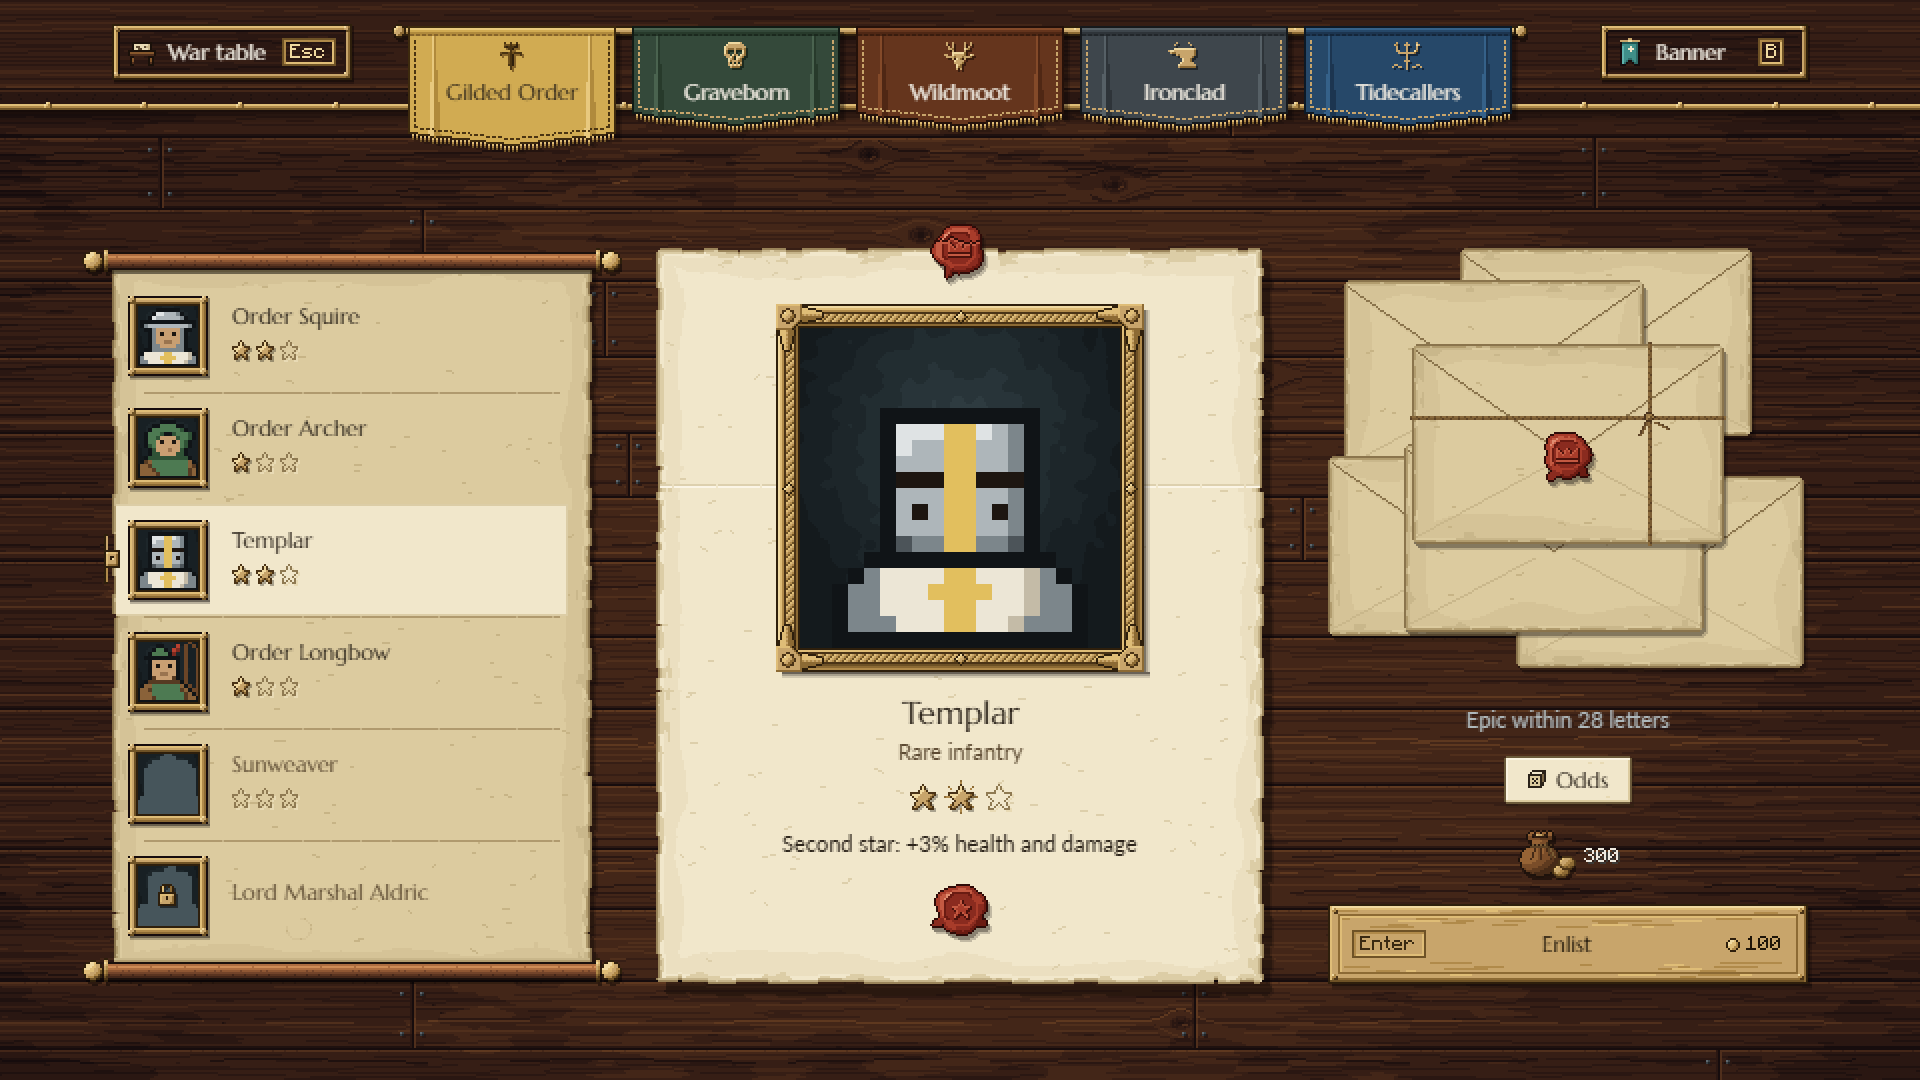 War table Esc
Gilded Order
Graveborn
Wildmoot
Ironclad
Tidecallers
Banner B
Order Squire
Order Archer
Templar
Order Longbow
Sunweaver
Lord Marshal Aldric
Templar
Rare infantry
Second star: +3% health and damage
Epic within 28 letters
Odds
300
Enter Enlist 100